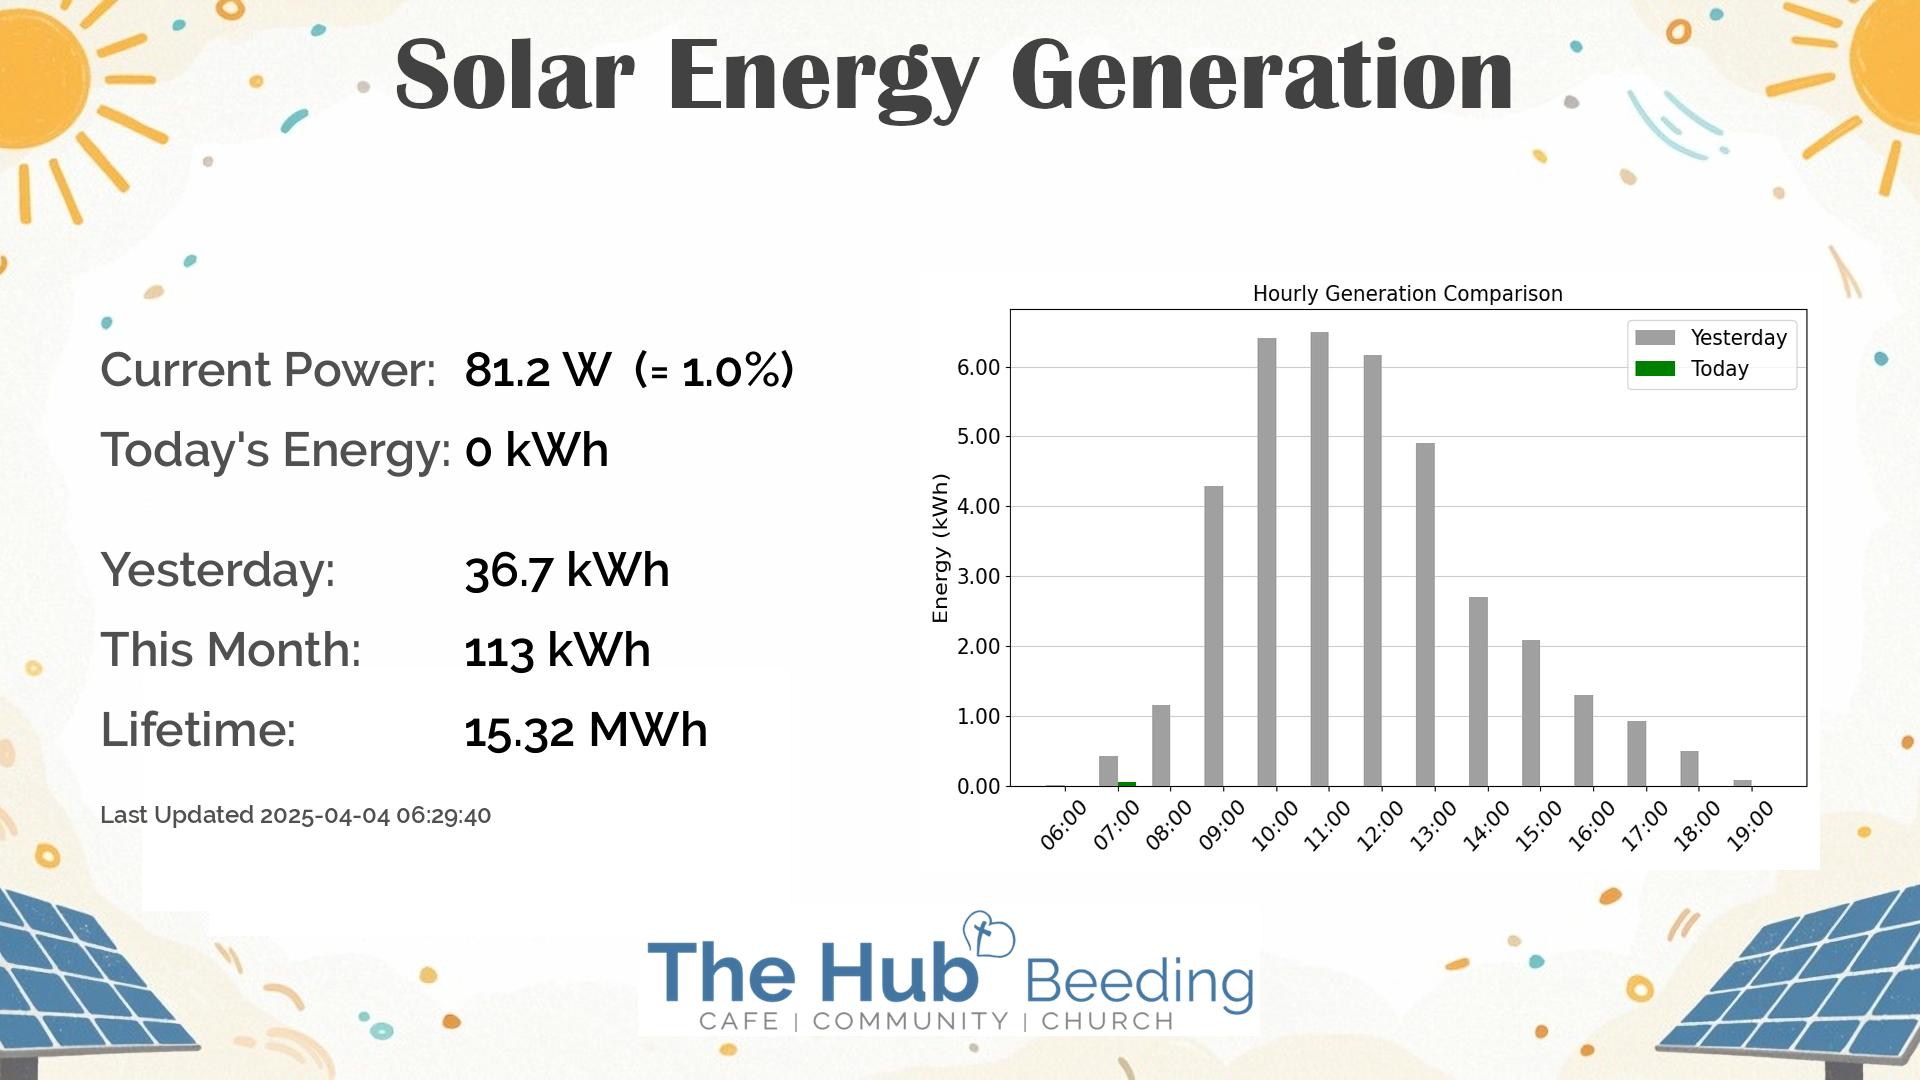 Solar Energy Generation
Current Power: 81.2 W (= 1.0%)
Today's Energy: 0 kWh
Yesterday: 36.7 kWh
This Month: 113 kWh
Lifetime: 15.32 MWh
Last Updated 2025-04-04 06:29:40
Hourly Generation Comparison
Yesterday
Today
Energy (kWh)
6.00
5.00
4.00
3.00
2.00
1.00
0.00
06:00 07:00 08:00 09:00 10:00 11:00 12:00 13:00 14:00 15:00 16:00 17:00 18:00 19:00
The Hub Beeding
CAFE | COMMUNITY | CHURCH